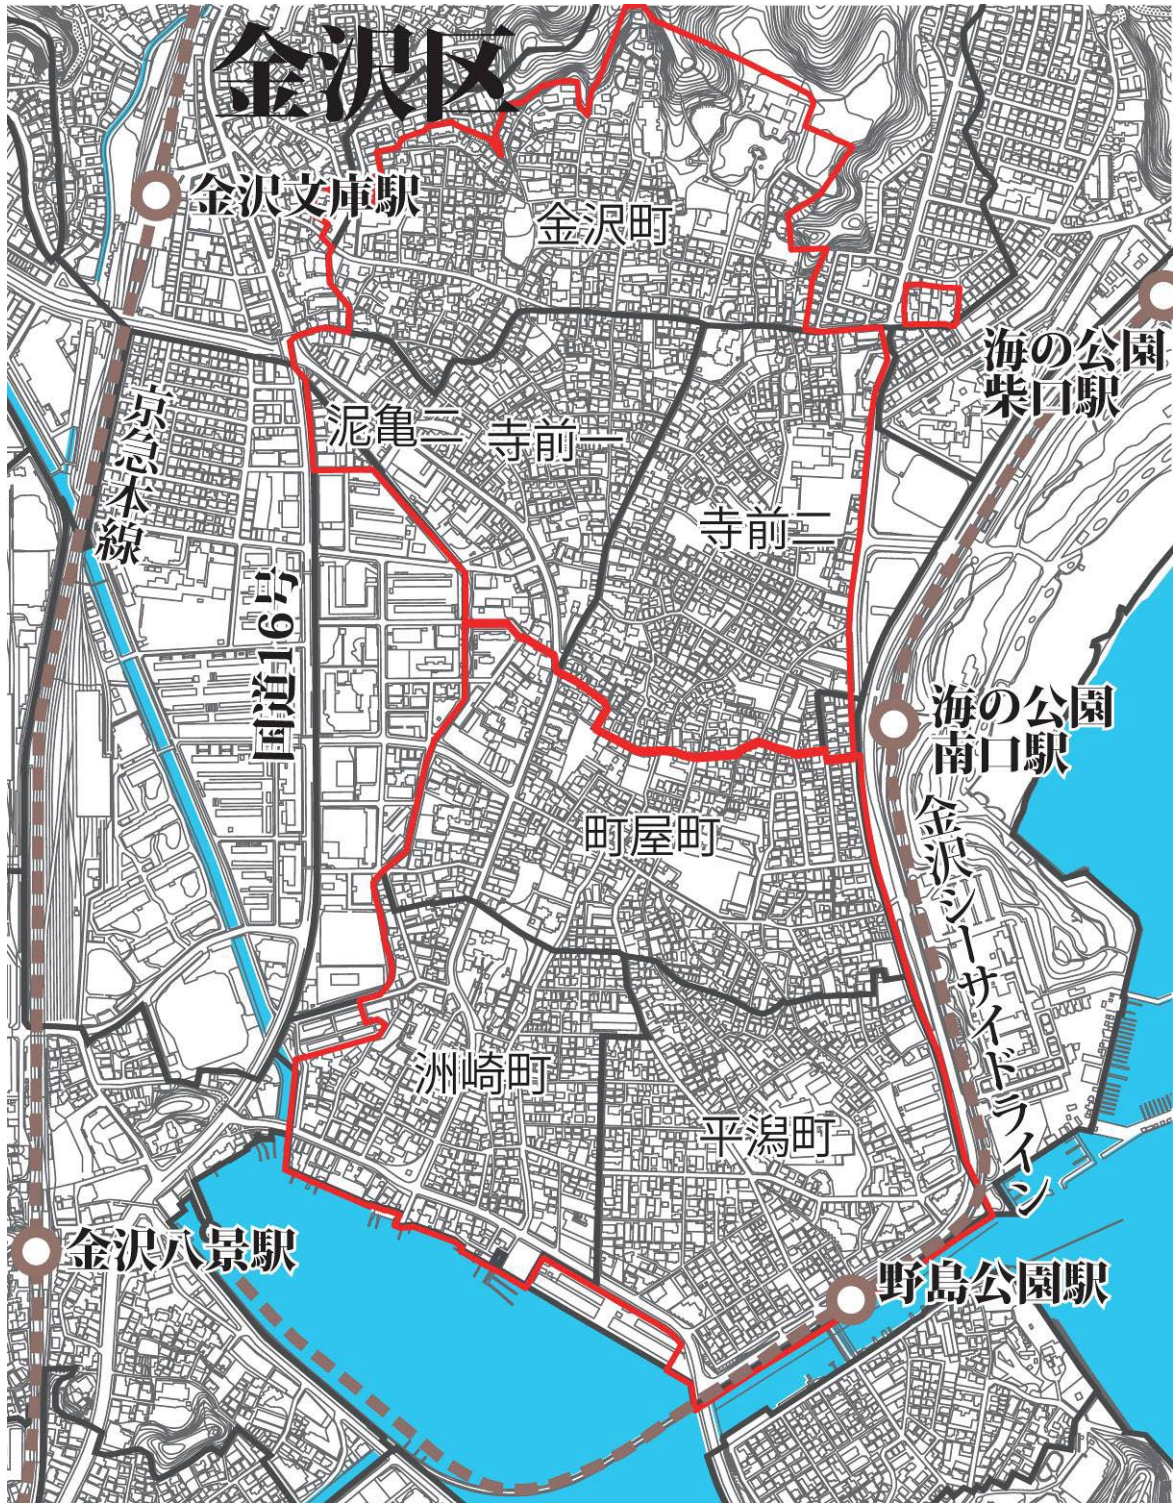 金沢区
金沢文庫駅
金沢町
海の公園
柴口駅
京急本線
泥亀二
寺前一
寺前二
国道16号
海の公園
南口駅
町屋町
金沢シーサイドライン
洲崎町
平潟町
金沢八景駅
野島公園駅